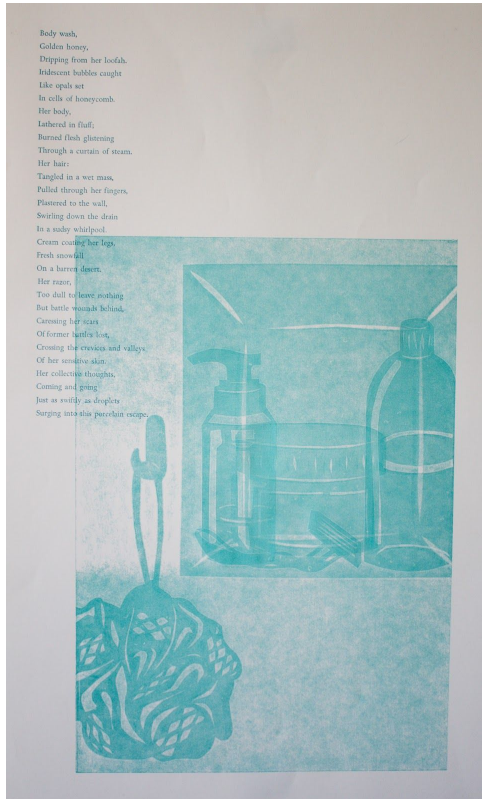 Body wash,
Golden honey,
Dripping from her loofah.
Iridescent bubbles caught
Like opals set
In cells of honeycomb.
Her body,
Lathered in fluff;
Burned flesh glistening
Through a curtain of steam.
Her hair:
Tangled in a wet mass,
Pulled through her fingers,
Plastered to the wall,
Swirling down the drain
In a sudsy whirlpool.
Cream coating her legs,
Fresh snowfall
On a barren desert.
Her razor,
Too dull to leave nothing
But battle wounds behind,
Caressing her scars
Of former battles lost,
Crossing the crevices and valleys
Of her sensitive skin.
Her collective thoughts,
Coming and going
Just as swiftly as droplets
Surging into this porcelain escape.